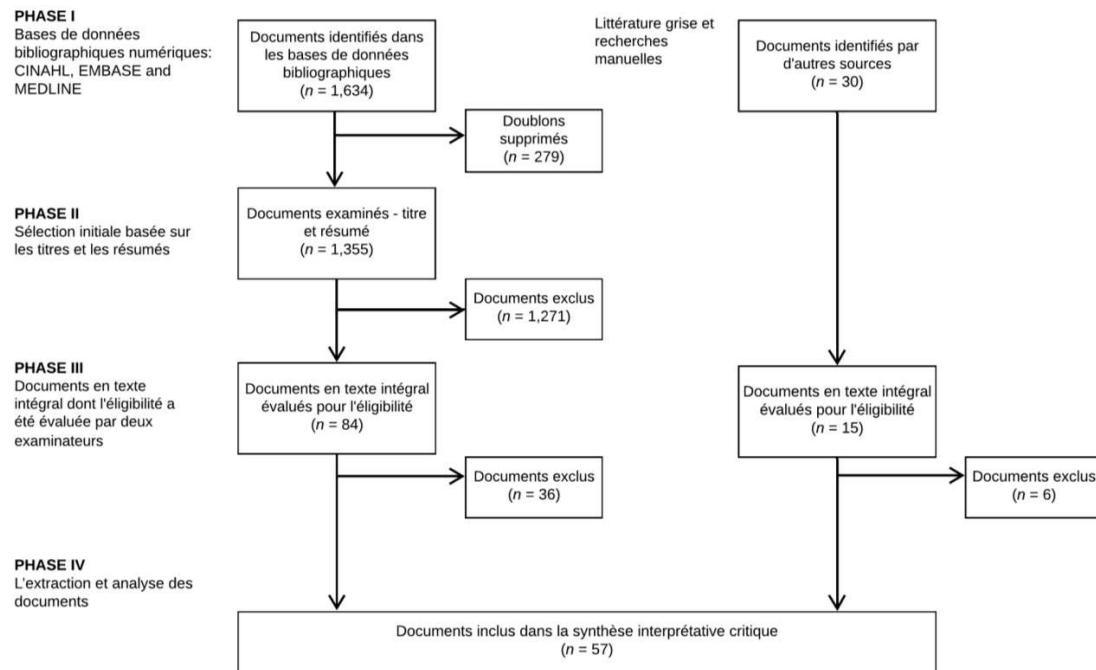 PHASE I
Bases de données
bibliographiques numériques:
CINAHL, EMBASE and
MEDLINE
Documents identifiés dans
les bases de données
bibliographiques
(n = 1,634)
Littérature grise et
recherches
manuelles
Documents identifiés par
d'autres sources
(n = 30)
Doublons
supprimés
(n = 279)
PHASE II
Sélection initiale basée sur
les titres et les résumés
Documents examinés - titre
et résumé
(n = 1,355)
Documents exclus
(n = 1,271)
PHASE III
Documents en texte
intégral dont l'éligibilité a
été évaluée par deux
examinateurs
Documents en texte intégral
évalués pour l'éligibilité
(n = 84)
Documents en texte intégral
évalués pour l'éligibilité
(n = 15)
Documents exclus
(n = 36)
Documents exclus
(n = 6)
PHASE IV
L'extraction et analyse des
documents
Documents inclus dans la synthèse interprétative critique
(n = 57)